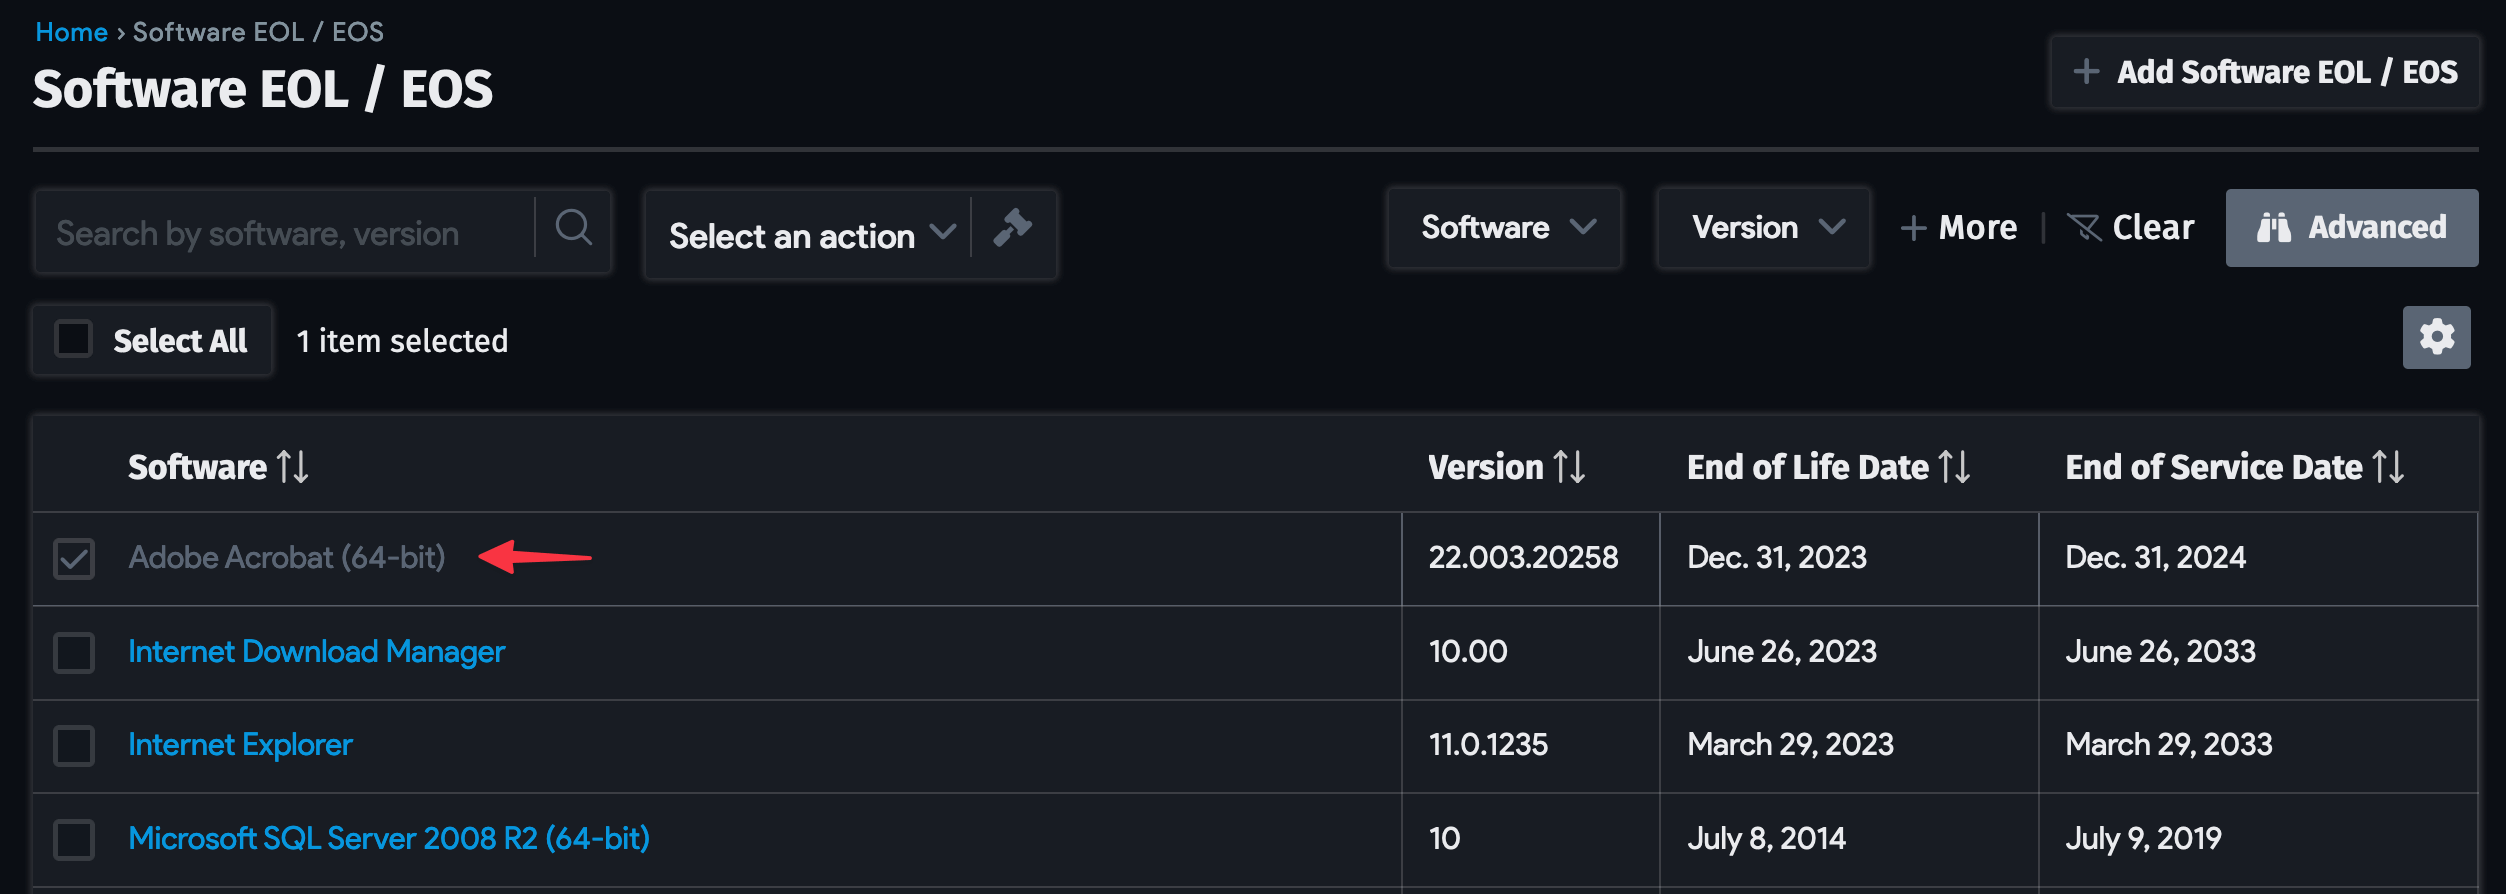 Home › Software EOL / EOS
Software EOL / EOS
Add Software EOL / EOS
Search by software, version
Select an action
Software
Version
More
Clear
Advanced
Select All
1 item selected
Software Version End of Life Date End of Service Date
Adobe Acrobat (64-bit) 22.003.20258 Dec. 31, 2023 Dec. 31, 2024
Internet Download Manager 10.00 June 26, 2023 June 26, 2033
Internet Explorer 11.0.1235 March 29, 2023 March 29, 2033
Microsoft SQL Server 2008 R2 (64-bit) 10 July 8, 2014 July 9, 2019